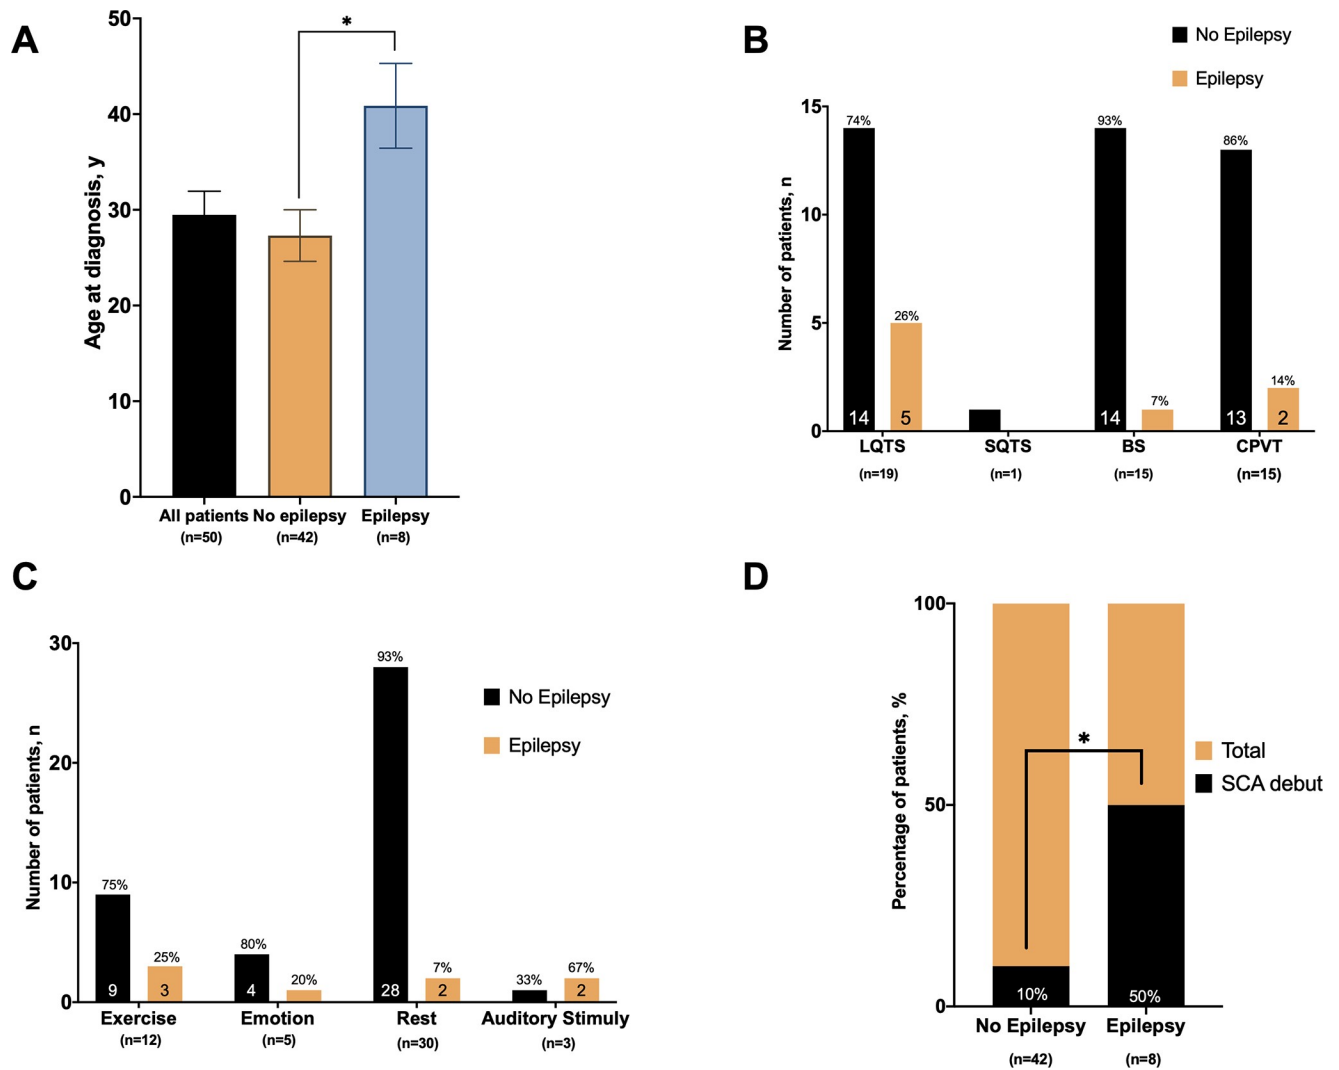 A
50
40
30
20
10
0
Age at diagnosis, y
*
All patients No epilepsy Epilepsy
(n=50) (n=42) (n=8)
B
No Epilepsy
Epilepsy
15
10
5
0
Number of patients, n
74% 26% 93% 7% 86% 14%
14 5 14 13 2
LQTS SQTS BS CPVT
(n=19) (n=1) (n=15) (n=15)
C
30
20
10
0
Number of patients, n
No Epilepsy
Epilepsy
75% 25% 80% 20% 93% 7% 33% 67%
9 3 4 28 2 2
Exercise Emotion Rest Auditory Stimuly
(n=12) (n=5) (n=30) (n=3)
D
100
50
0
Percentage of patients, %
*
Total
SCA debut
10% 50%
No Epilepsy Epilepsy
(n=42) (n=8)